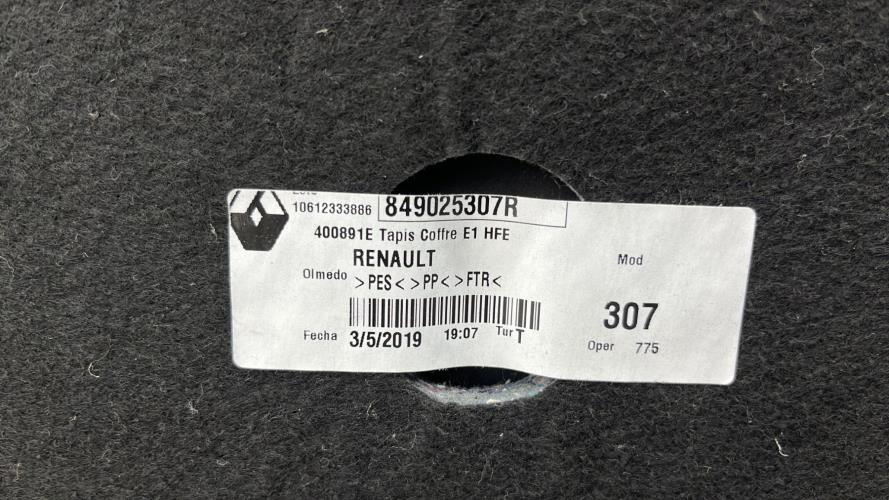 10612333886 849025307R
400891E Tapis Coffre E1 HFE
RENAULT
Mod
Olmedo >PES< >PP< >FTR<
307
Fecha 3/5/2019 19:07 Tur T
Oper 775